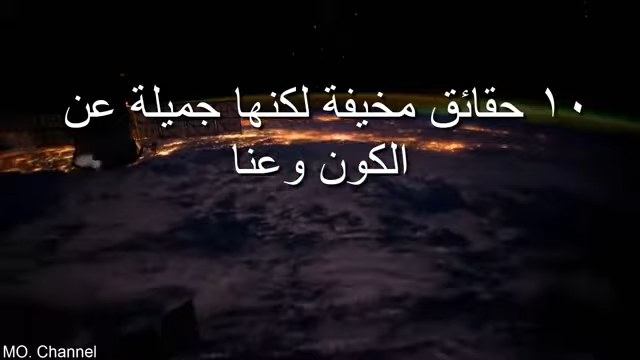 ١٠ حقائق مخيفة لكنها جميلة عن
الكون وعنا
MO. Channel